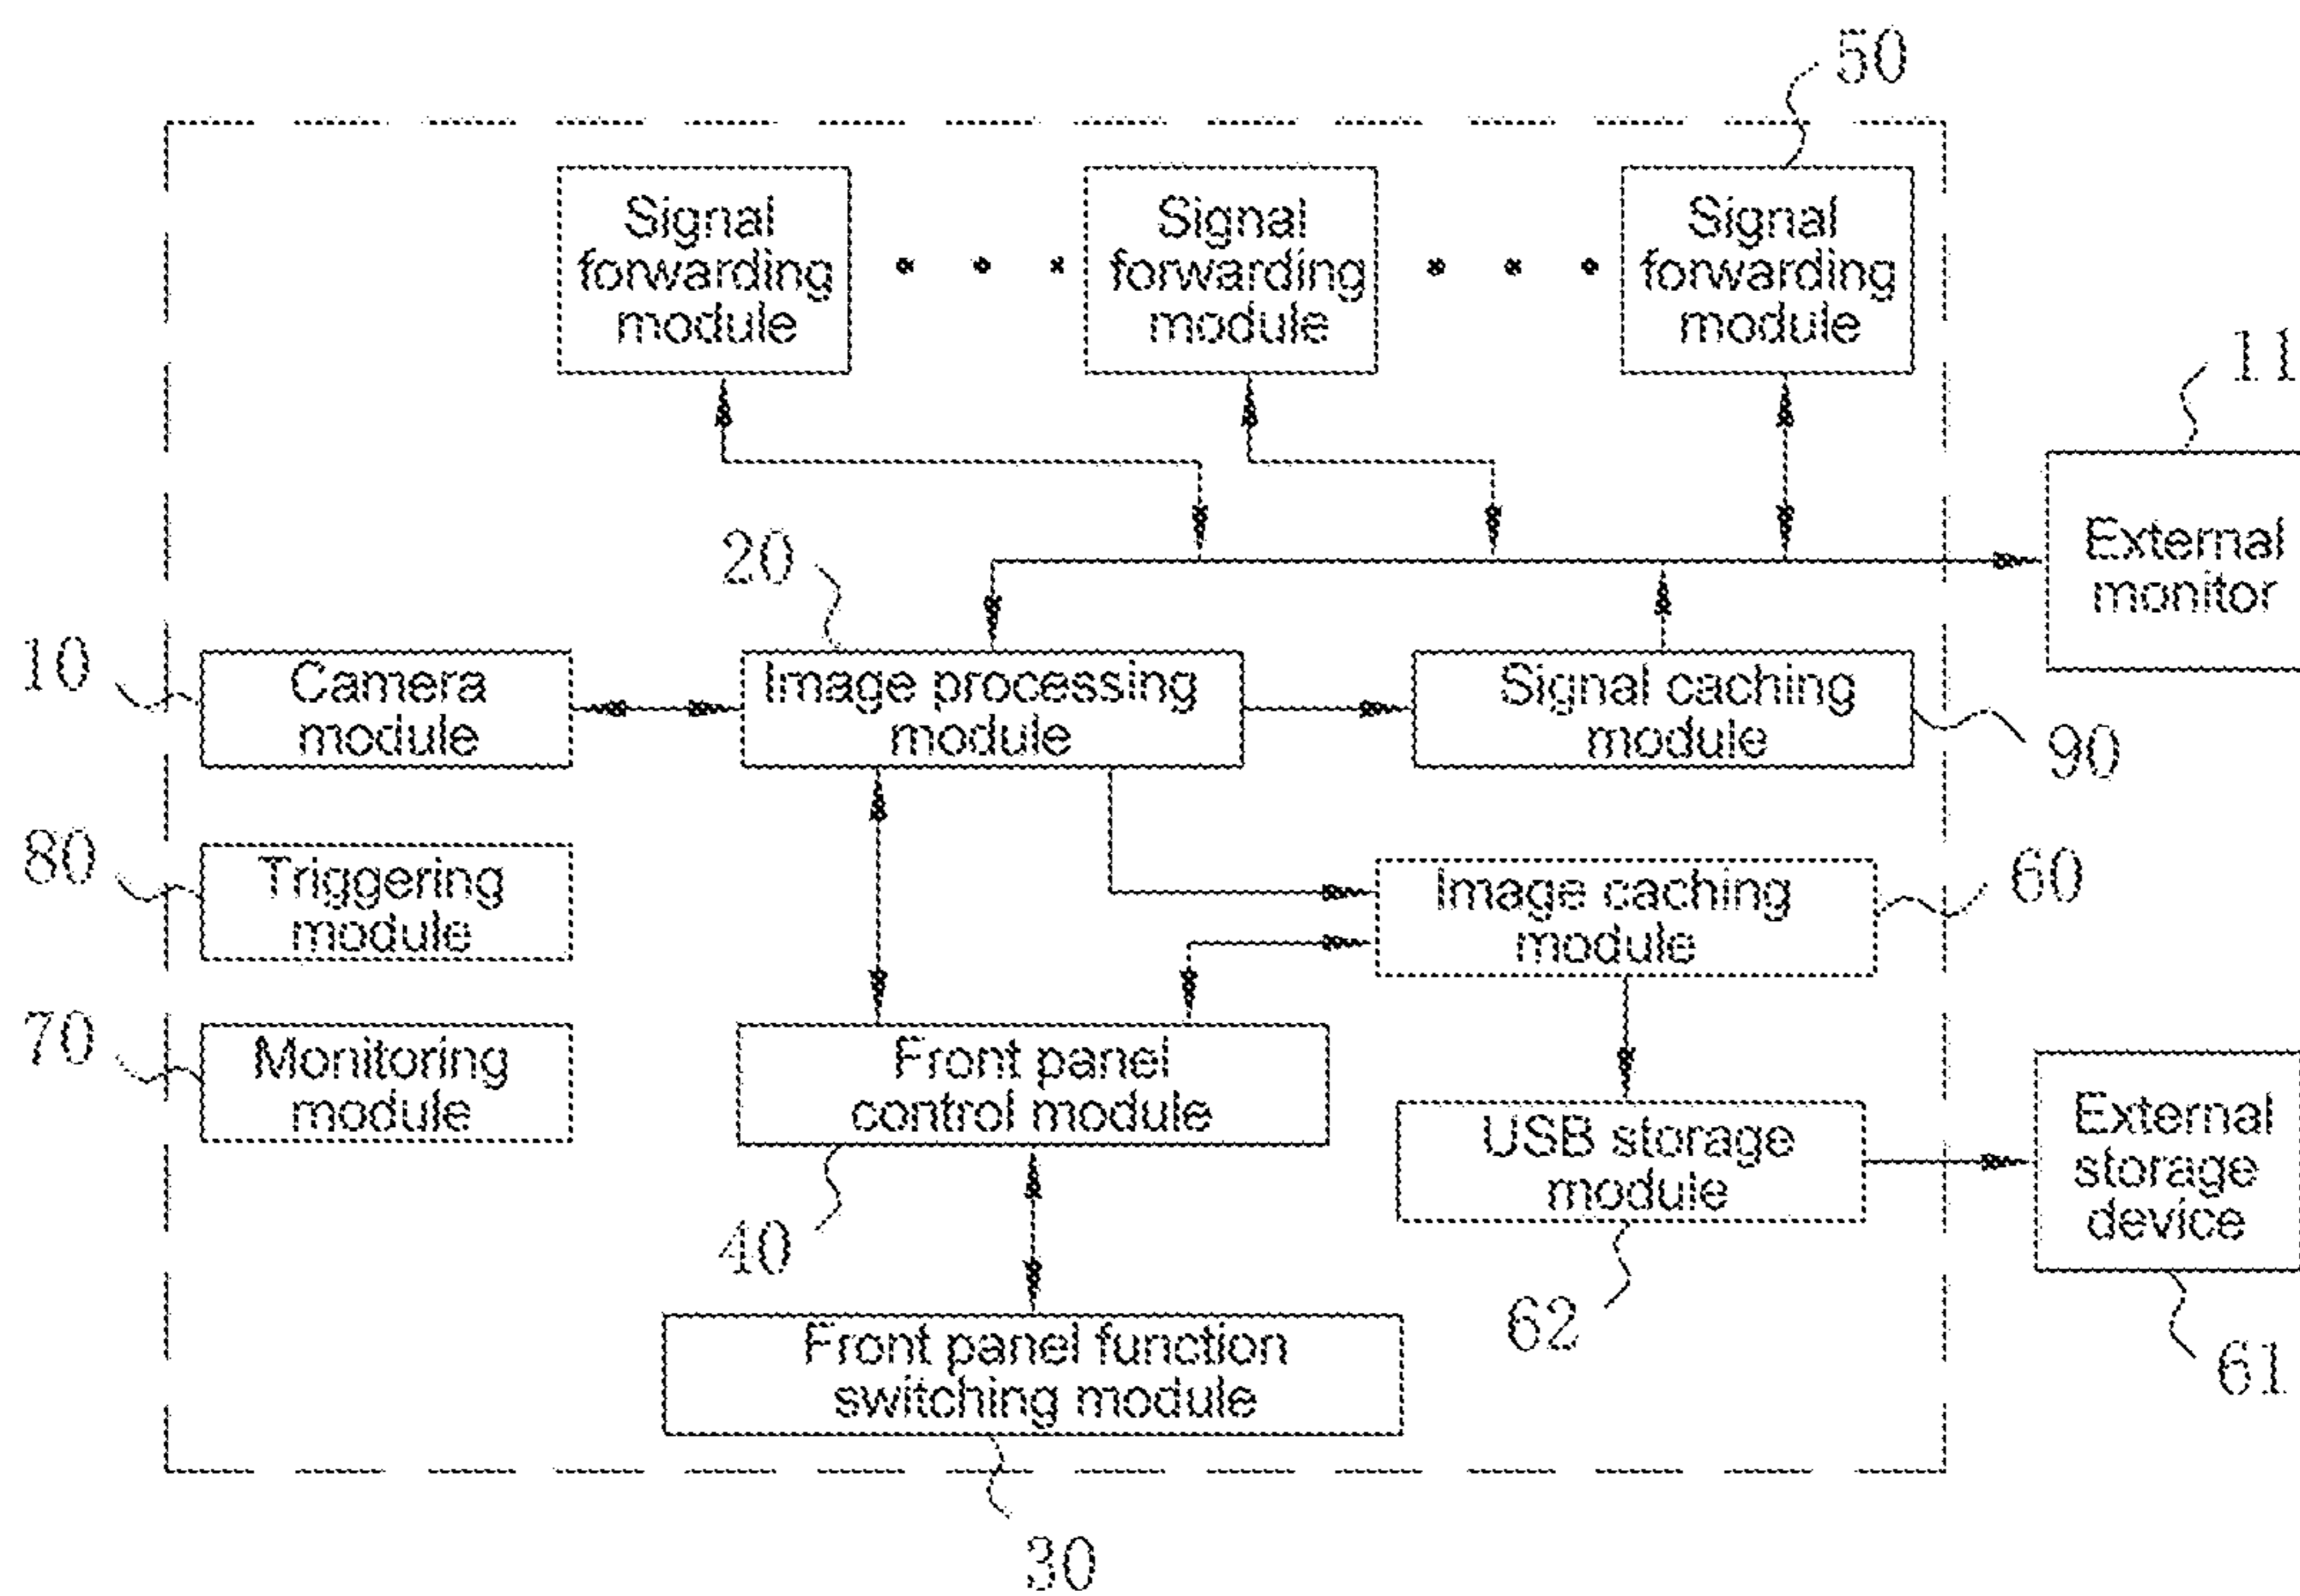 50
Signal
forwarding
module
Signal
forwarding
module
Signal
forwarding
module
11
External
monitor
20
10
Camera
module
Image processing
module
Signal caching
module
90
80
Triggering
module
Image caching
module
60
70
Monitoring
module
Front panel
control module
USB storage
module
External
storage
device
40
62
61
Front panel function
switching module
30